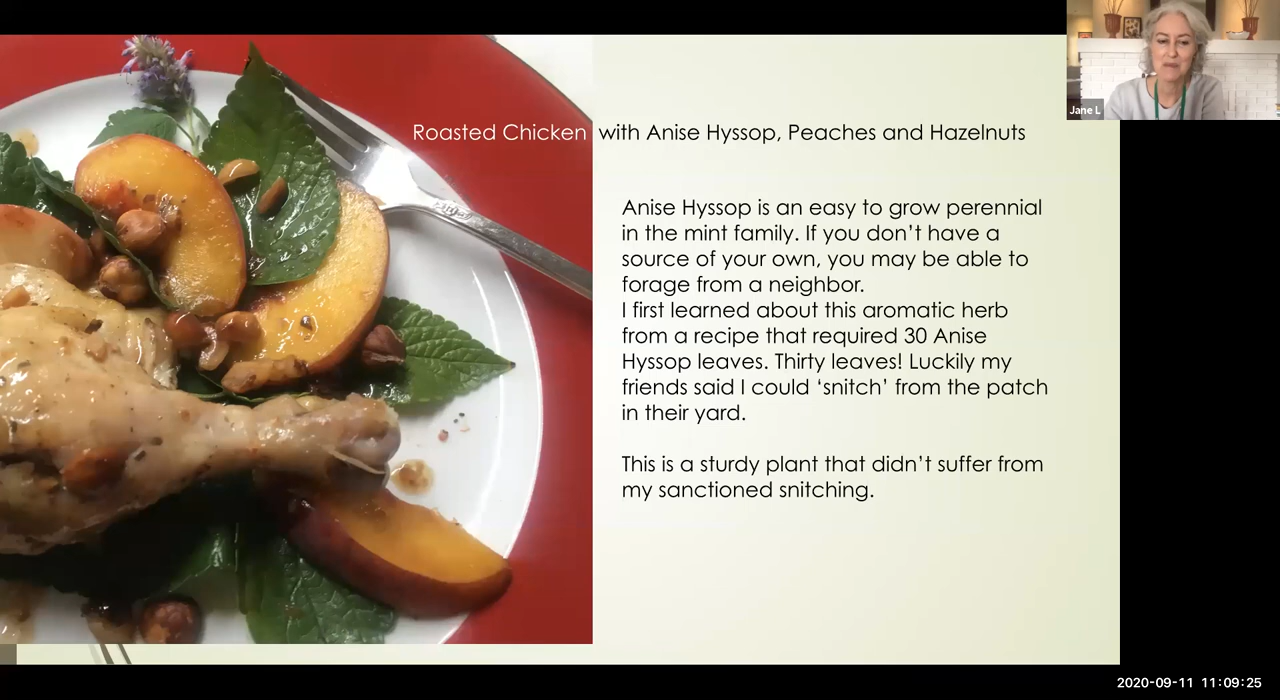 Jane L
Roasted Chicken with Anise Hyssop, Peaches and Hazelnuts
Anise Hyssop is an easy to grow perennial
in the mint family. If you don’t have a
source of your own, you may be able to
forage from a neighbor.
I first learned about this aromatic herb
from a recipe that required 30 Anise
Hyssop leaves. Thirty leaves! Luckily my
friends said I could ‘snitch’ from the patch
in their yard.
This is a sturdy plant that didn’t suffer from
my sanctioned snitching.
2020-09-11 11:09:25